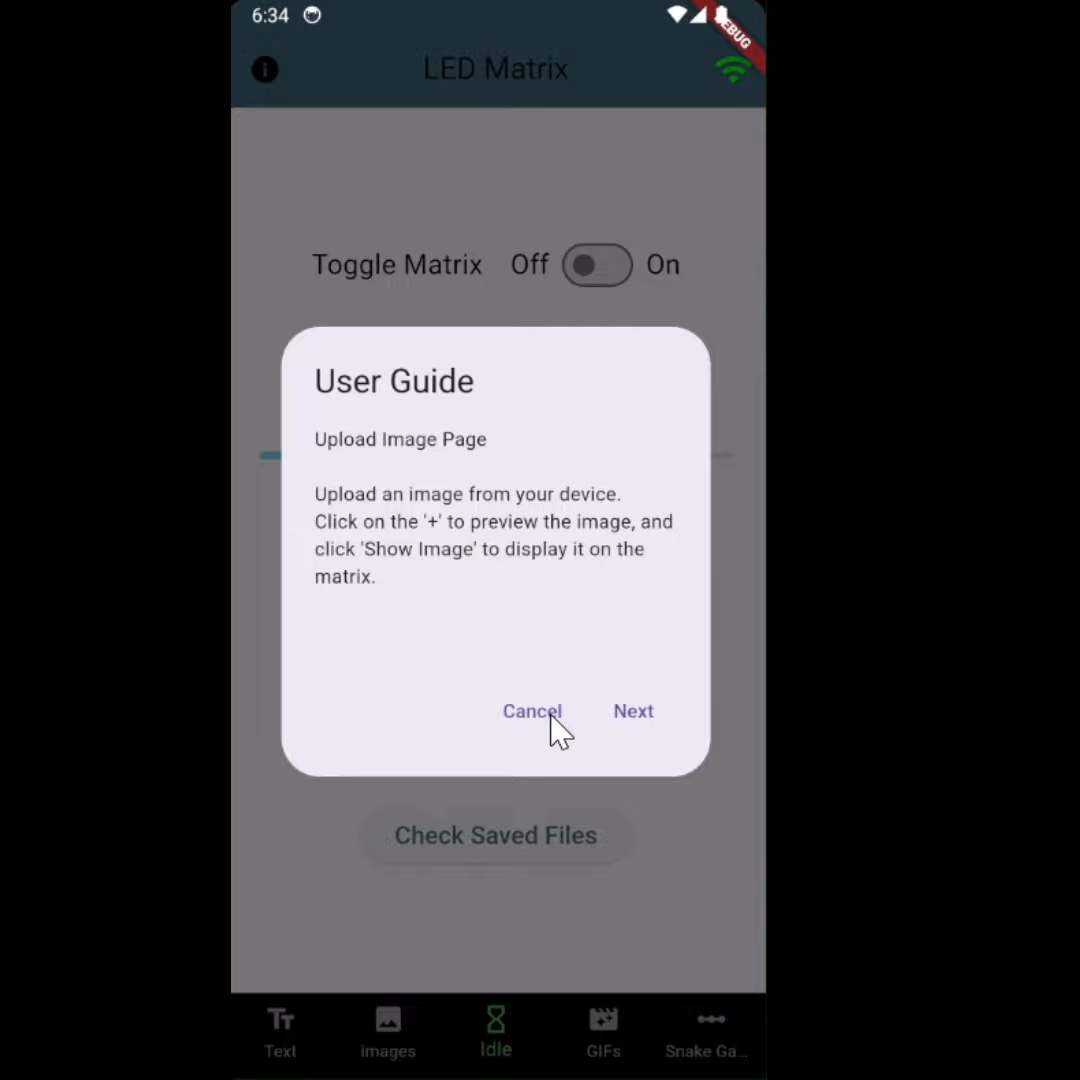 6:34
DEBUG
LED Matrix
Toggle Matrix Off On
User Guide
Upload Image Page
Upload an image from your device.
Click on the '+' to preview the image, and
click 'Show Image' to display it on the
matrix.
Cancel Next
Check Saved Files
Text Images Idle GIFs Snake Ga...